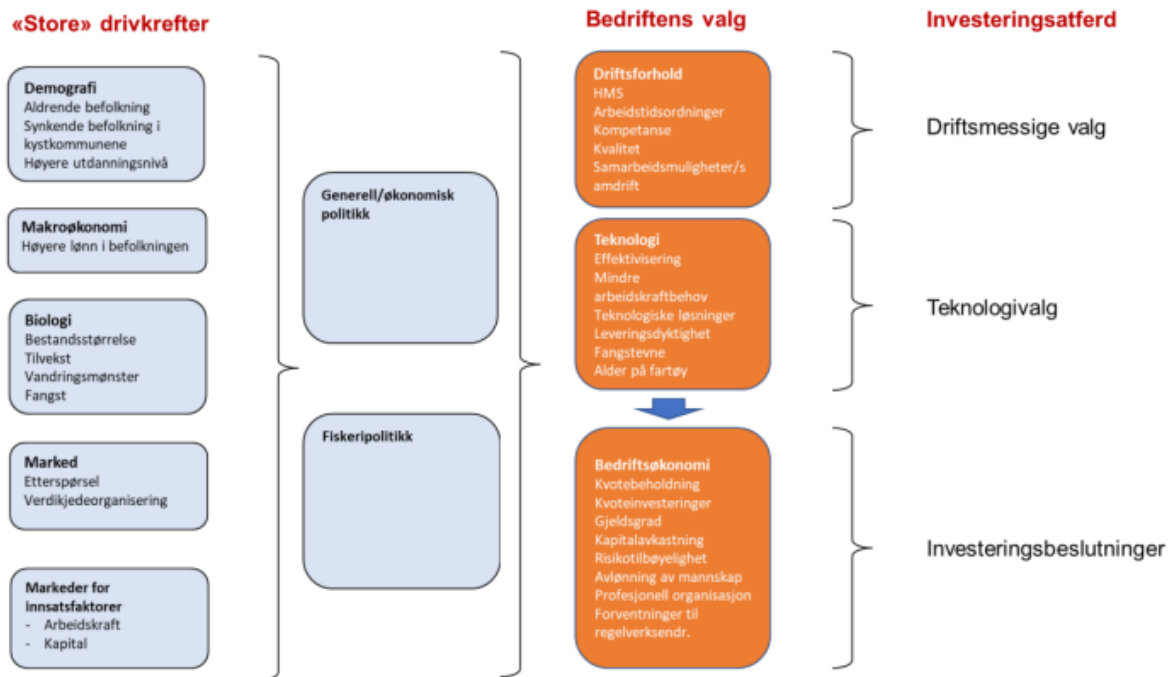 «Store» drivkrefter
Bedriftens valg
Investeringsatferd
Demografi
Aldrende befolkning
Synkende befolkning i
kystkommunene
Høyere utdanningsnivå
Makroøkonomi
Høyere lønn i befolkningen
Biologi
Bestandsstørrelse
Tilvekst
Vandringsmønster
Fangst
Marked
Etterspørsel
Verdikjedeorganisering
Markeder for
innsatsfaktorer
- Arbeidskraft
- Kapital
Generell/økonomisk
politikk
Fiskeripolitikk
Driftsforhold
HMS
Arbeidstidsordninger
Kompetanse
Kvalitet
Samarbeidsmuligheter/s
amdrift
Teknologi
Effektivisering
Mindre
arbeidskraftbehov
Teknologiske løsninger
Leveringsdyktighet
Fangstevne
Alder på fartøy
Bedriftsøkonomi
Kvotebeholdning
Kvoteinvesteringer
Gjeldsgrad
Kapitalavkastning
Risikotilbøyelighet
Avlønning av mannskap
Profesjonell organisasjon
Forventninger til
regelverksendr.
Driftsmessige valg
Teknologivalg
Investeringsbeslutninger